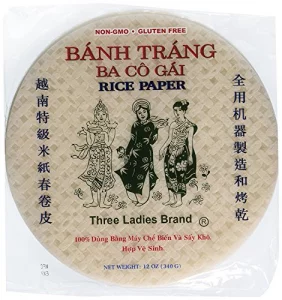 NON-GMO • GLUTEN FREE
BÁNH TRÁNG
BA CÔ GÁI
RICE PAPER
越南特級米紙春卷皮
全用机器製造和烤乾
Three Ladies Brand ®
100% Dùng Bằng Máy Chế Biến Và Sấy Khô
Hợp Vệ Sinh
NET WEIGHT: 12 OZ (340 G)